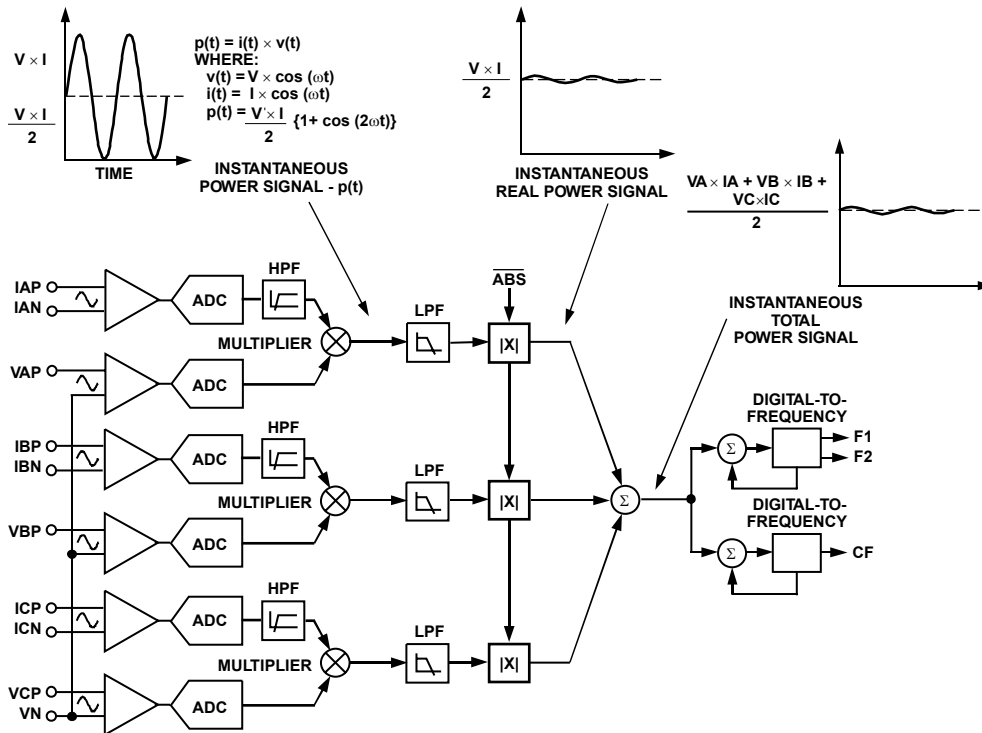 V × I
V × I
2
TIME
p(t) = i(t) × v(t)
WHERE:
v(t) = V × cos (ωt)
i(t) = I × cos (ωt)
p(t) = V × I
2
{1+ cos (2ωt)}
INSTANTANEOUS
POWER SIGNAL - p(t)
V × I
2
INSTANTANEOUS
REAL POWER SIGNAL
VA × IA + VB × IB +
VC×IC
2
INSTANTANEOUS
TOTAL
POWER SIGNAL
ABS
IAP
IAN
ADC
HPF
MULTIPLIER
LPF
|X|
VAP
ADC
IBP
IBN
ADC
HPF
MULTIPLIER
LPF
|X|
VBP
ADC
ICP
ICN
ADC
HPF
MULTIPLIER
LPF
|X|
VCP
VN
ADC
Σ
DIGITAL-TO-
FREQUENCY
Σ
F1
F2
DIGITAL-TO-
FREQUENCY
Σ
CF